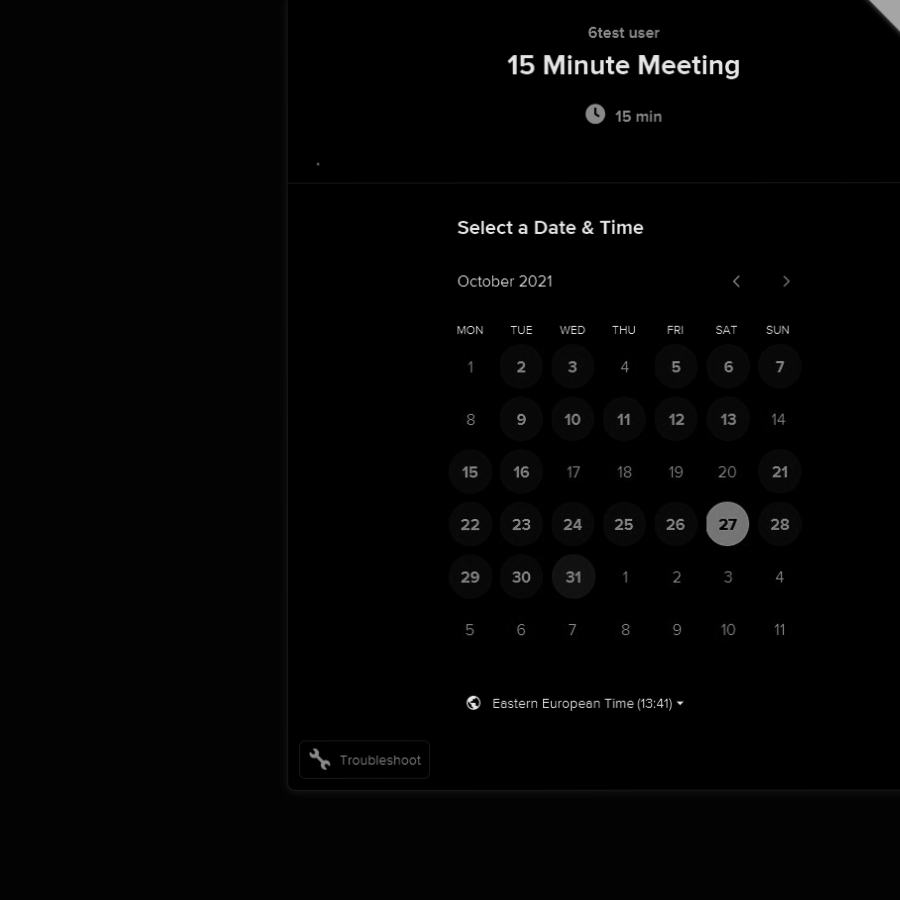 6test user
15 Minute Meeting
15 min
Select a Date & Time
October 2021
MON TUE WED THU FRI SAT SUN
1 2 3 4 5 6 7
8 9 10 11 12 13 14
15 16 17 18 19 20 21
22 23 24 25 26 27 28
29 30 31 1 2 3 4
5 6 7 8 9 10 11
Eastern European Time (13:41)
Troubleshoot